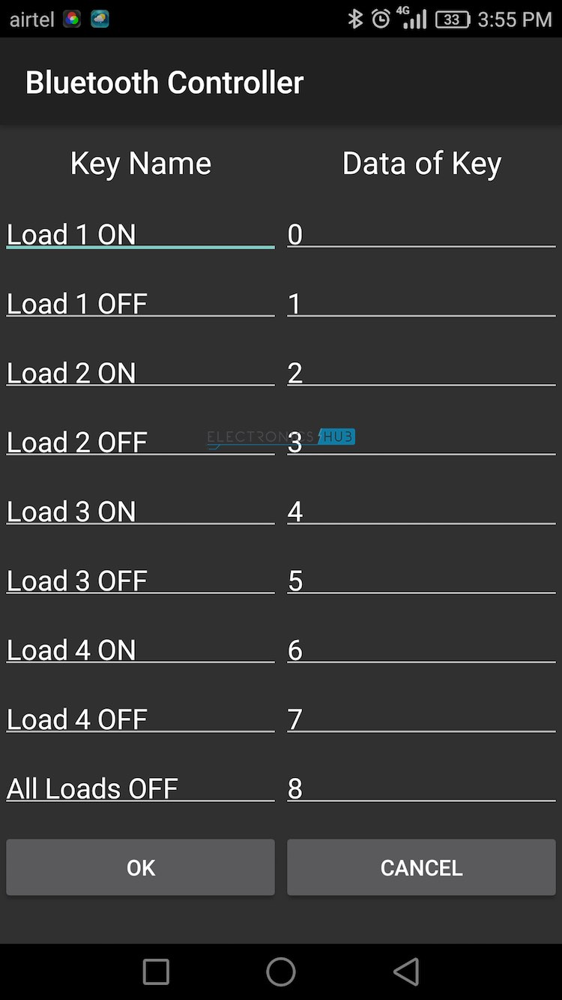 airtel 4G 33 3:55 PM
Bluetooth Controller
Key Name Data of Key
Load 1 ON 0
Load 1 OFF 1
Load 2 ON 2
Load 2 OFF 3
ELECTRONICS HUB
Load 3 ON 4
Load 3 OFF 5
Load 4 ON 6
Load 4 OFF 7
All Loads OFF 8
OK CANCEL